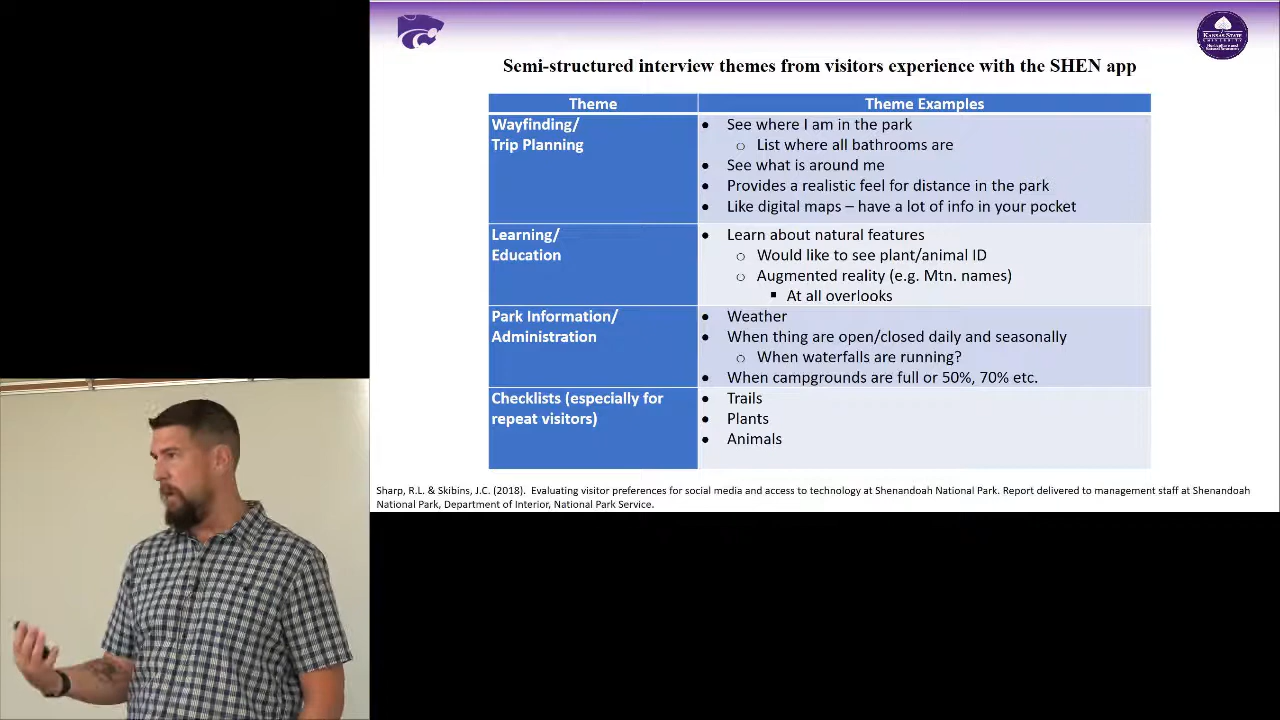 KANSAS STATE
UNIVERSITY
Horticulture and
Natural Resources
Semi-structured interview themes from visitors experience with the SHEN app
Theme
Theme Examples
Wayfinding/
Trip Planning
● See where I am in the park
o List where all bathrooms are
● See what is around me
● Provides a realistic feel for distance in the park
● Like digital maps – have a lot of info in your pocket
Learning/
Education
● Learn about natural features
o Would like to see plant/animal ID
o Augmented reality (e.g. Mtn. names)
▪ At all overlooks
Park Information/
Administration
● Weather
● When thing are open/closed daily and seasonally
o When waterfalls are running?
● When campgrounds are full or 50%, 70% etc.
Checklists (especially for
repeat visitors)
● Trails
● Plants
● Animals
Sharp, R.L. & Skibins, J.C. (2018). Evaluating visitor preferences for social media and access to technology at Shenandoah National Park. Report delivered to management staff at Shenandoah
National Park, Department of Interior, National Park Service.